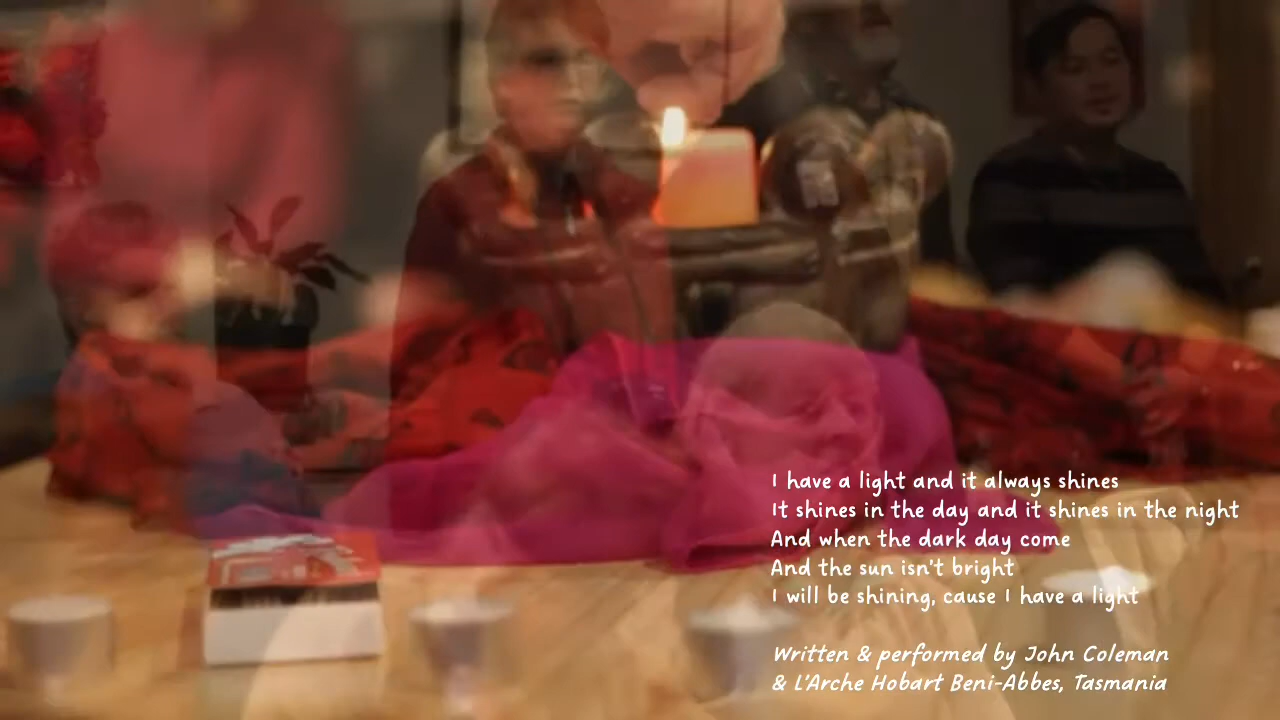 I have a light and it always shines
It shines in the day and it shines in the night
And when the dark day come
And the sun isn't bright
I will be shining, cause I have a light
Written & performed by John Coleman
& L'Arche Hobart Beni-Abbes, Tasmania